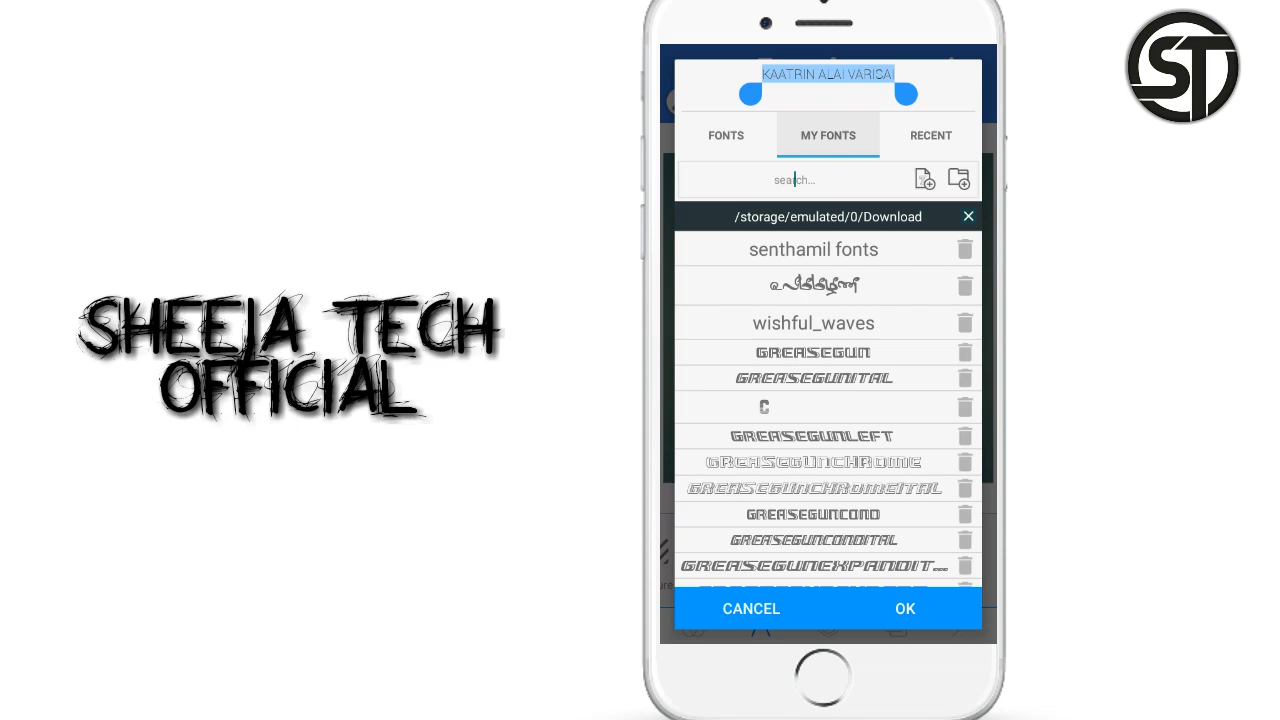 SHEEJA TECH
OFFICIAL
ST
KAATRIN ALAI VARISAI
FONTS MY FONTS RECENT
search...
/storage/emulated/0/Download
senthamil fonts
wishful_waves
GREASEGUN
GREASEGUNITAL
C
GREASEGUNLEFT
GREASEGUNCHROME
GREASEGUNCHROMEITAL
GREASEGUNCOND
GREASEGUNCONDITAL
GREASEGUNEXPANDIT...
CANCEL OK